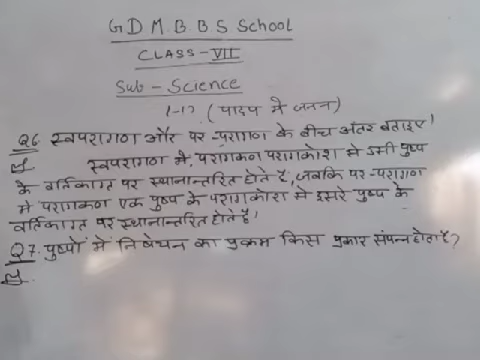 G D M. B. B S School
CLASS - VII
Sub - Science
L-12 (पादप में जनन)
Q6. स्वपरागण और पर-परागण के बीच अंतर बताइए।
स्वपरागण में, परागकण परागकोश से उसी पुष्प
के वर्तिकाग्र पर स्थानान्तरित होते हैं, जबकि पर-परागण
में परागकण एक पुष्प के परागकोश से दूसरे पुष्प के
वर्तिकाग्र पर स्थानान्तरित होते हैं।
Q7. पुष्पों में निषेचन का प्रक्रम किस प्रकार संपन्न होता है?